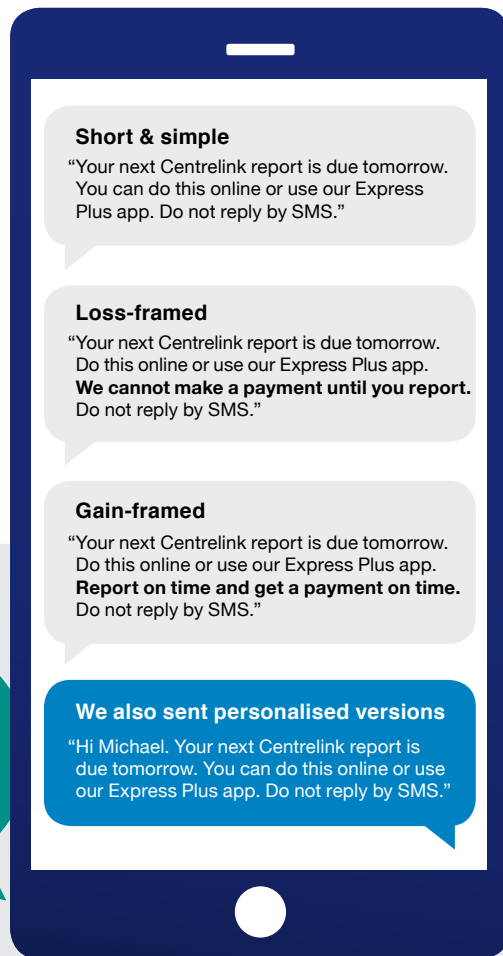 Short & simple
“Your next Centrelink report is due tomorrow.
You can do this online or use our Express
Plus app. Do not reply by SMS.”
Loss-framed
“Your next Centrelink report is due tomorrow.
Do this online or use our Express Plus app.
We cannot make a payment until you report.
Do not reply by SMS.”
Gain-framed
“Your next Centrelink report is due tomorrow.
Do this online or use our Express Plus app.
Report on time and get a payment on time.
Do not reply by SMS.”
We also sent personalised versions
“Hi Michael. Your next Centrelink report is
due tomorrow. You can do this online or use
our Express Plus app. Do not reply by SMS.”